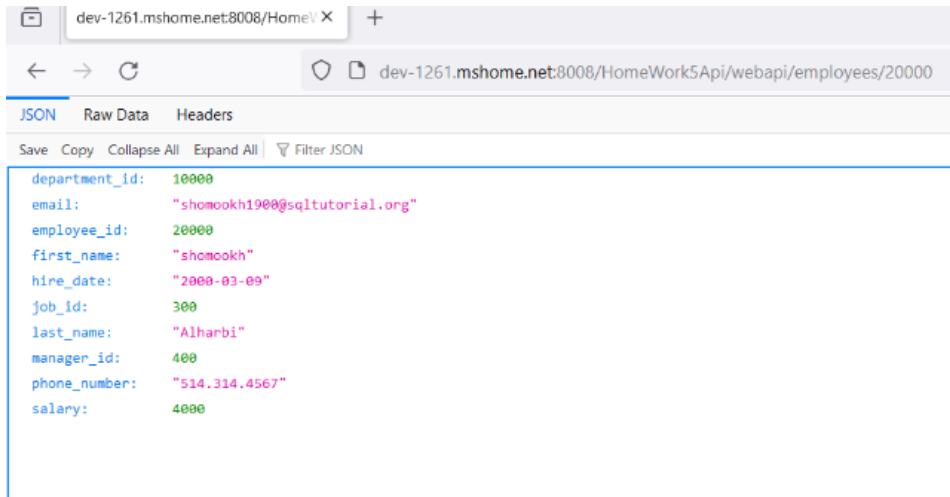 dev-1261.mshome.net:8008/HomeW
dev-1261.mshome.net:8008/HomeWork5Api/webapi/employees/20000
JSON Raw Data Headers
Save Copy Collapse All Expand All Filter JSON
department_id: 10000
email: "shomookh1900@sqltutorial.org"
employee_id: 20000
first_name: "shomookh"
hire_date: "2000-03-09"
job_id: 300
last_name: "Alharbi"
manager_id: 400
phone_number: "514.314.4567"
salary: 4000